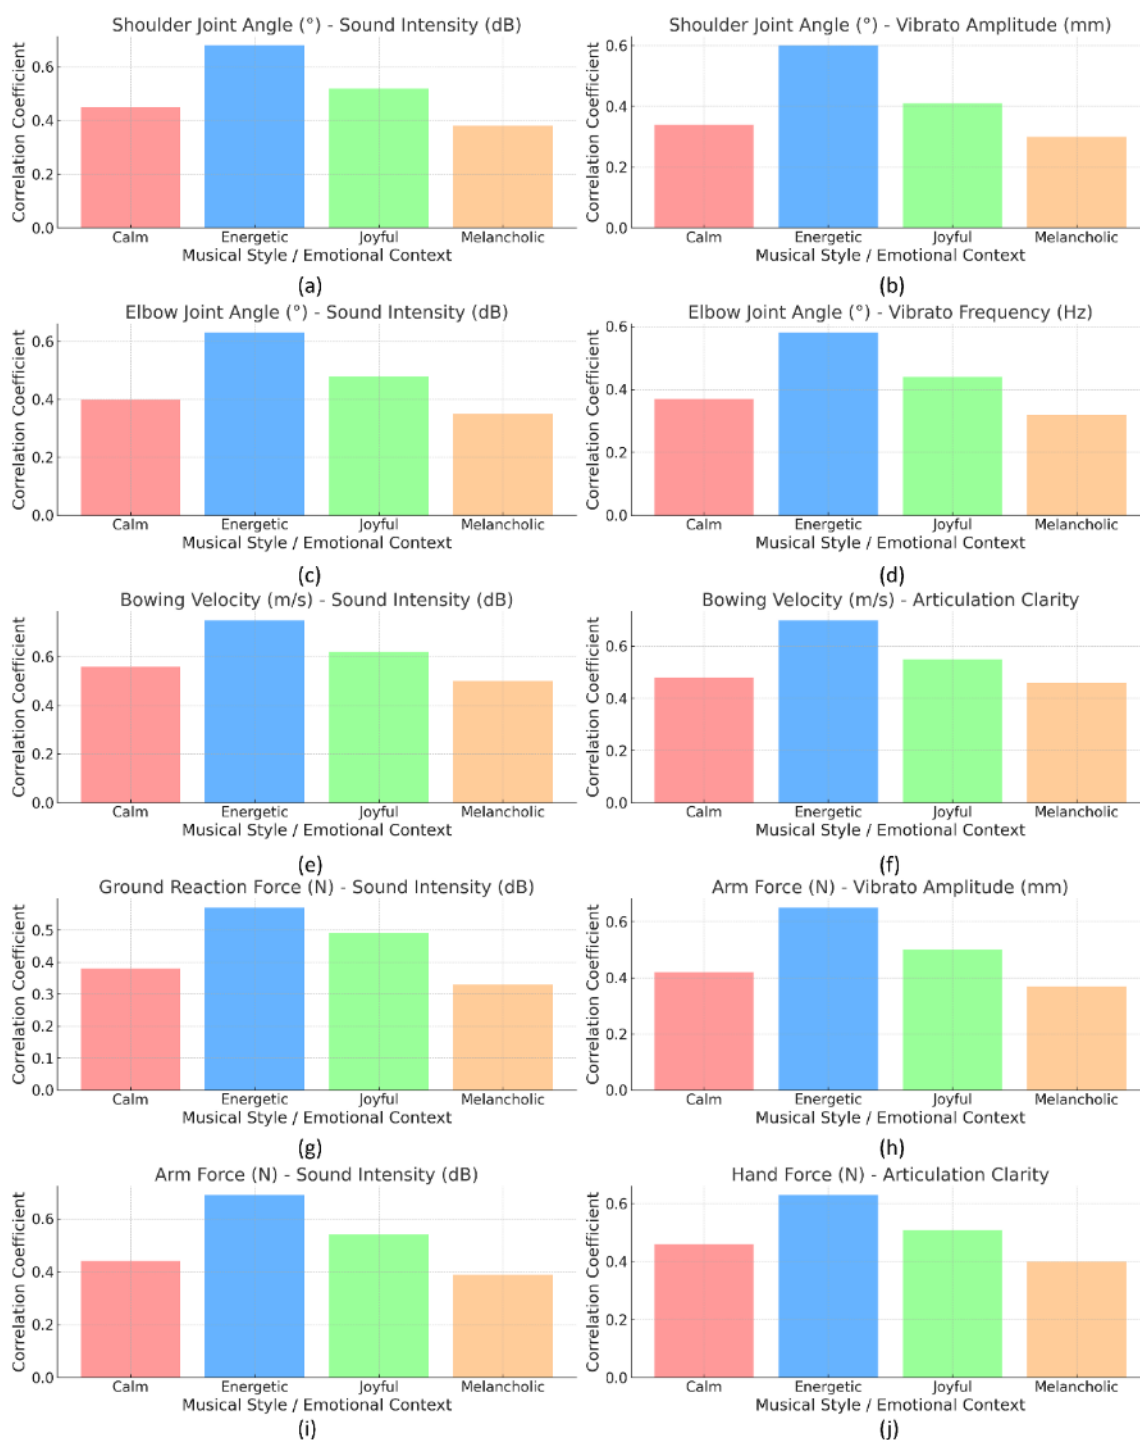 Shoulder Joint Angle (°) - Sound Intensity (dB)
Correlation Coefficient
0.6
0.4
0.2
0.0
Calm Energetic Joyful Melancholic
Musical Style / Emotional Context
(a)
Shoulder Joint Angle (°) - Vibrato Amplitude (mm)
Correlation Coefficient
0.6
0.4
0.2
0.0
Calm Energetic Joyful Melancholic
Musical Style / Emotional Context
(b)
Elbow Joint Angle (°) - Sound Intensity (dB)
Correlation Coefficient
0.6
0.4
0.2
0.0
Calm Energetic Joyful Melancholic
Musical Style / Emotional Context
(c)
Elbow Joint Angle (°) - Vibrato Frequency (Hz)
Correlation Coefficient
0.6
0.4
0.2
0.0
Calm Energetic Joyful Melancholic
Musical Style / Emotional Context
(d)
Bowing Velocity (m/s) - Sound Intensity (dB)
Correlation Coefficient
0.6
0.4
0.2
0.0
Calm Energetic Joyful Melancholic
Musical Style / Emotional Context
(e)
Bowing Velocity (m/s) - Articulation Clarity
Correlation Coefficient
0.6
0.4
0.2
0.0
Calm Energetic Joyful Melancholic
Musical Style / Emotional Context
(f)
Ground Reaction Force (N) - Sound Intensity (dB)
Correlation Coefficient
0.5
0.4
0.3
0.2
0.1
0.0
Calm Energetic Joyful Melancholic
Musical Style / Emotional Context
(g)
Arm Force (N) - Vibrato Amplitude (mm)
Correlation Coefficient
0.6
0.4
0.2
0.0
Calm Energetic Joyful Melancholic
Musical Style / Emotional Context
(h)
Arm Force (N) - Sound Intensity (dB)
Correlation Coefficient
0.6
0.4
0.2
0.0
Calm Energetic Joyful Melancholic
Musical Style / Emotional Context
(i)
Hand Force (N) - Articulation Clarity
Correlation Coefficient
0.6
0.4
0.2
0.0
Calm Energetic Joyful Melancholic
Musical Style / Emotional Context
(j)